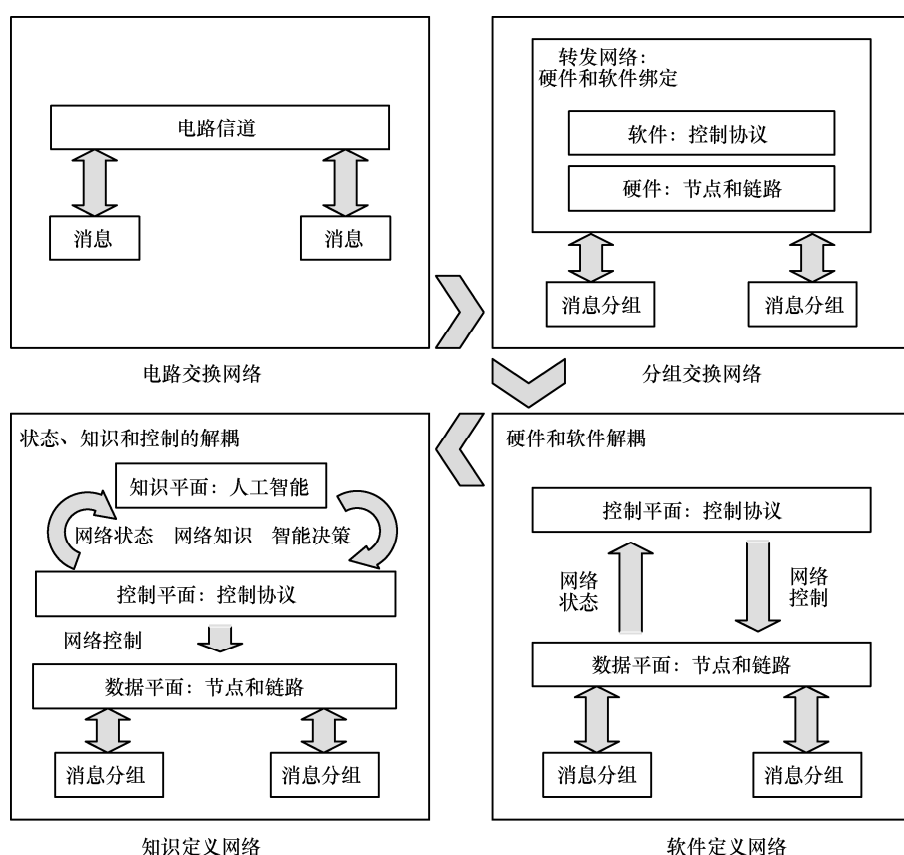 电路信道
消息
消息
电路交换网络
转发网络：
硬件和软件绑定
软件：控制协议
硬件：节点和链路
消息分组
消息分组
分组交换网络
硬件和软件解耦
控制平面：控制协议
网络
状态
网络
控制
数据平面：节点和链路
消息分组
消息分组
软件定义网络
状态、知识和控制的解耦
知识平面：人工智能
网络状态 网络知识 智能决策
控制平面：控制协议
网络控制
数据平面：节点和链路
消息分组
消息分组
知识定义网络